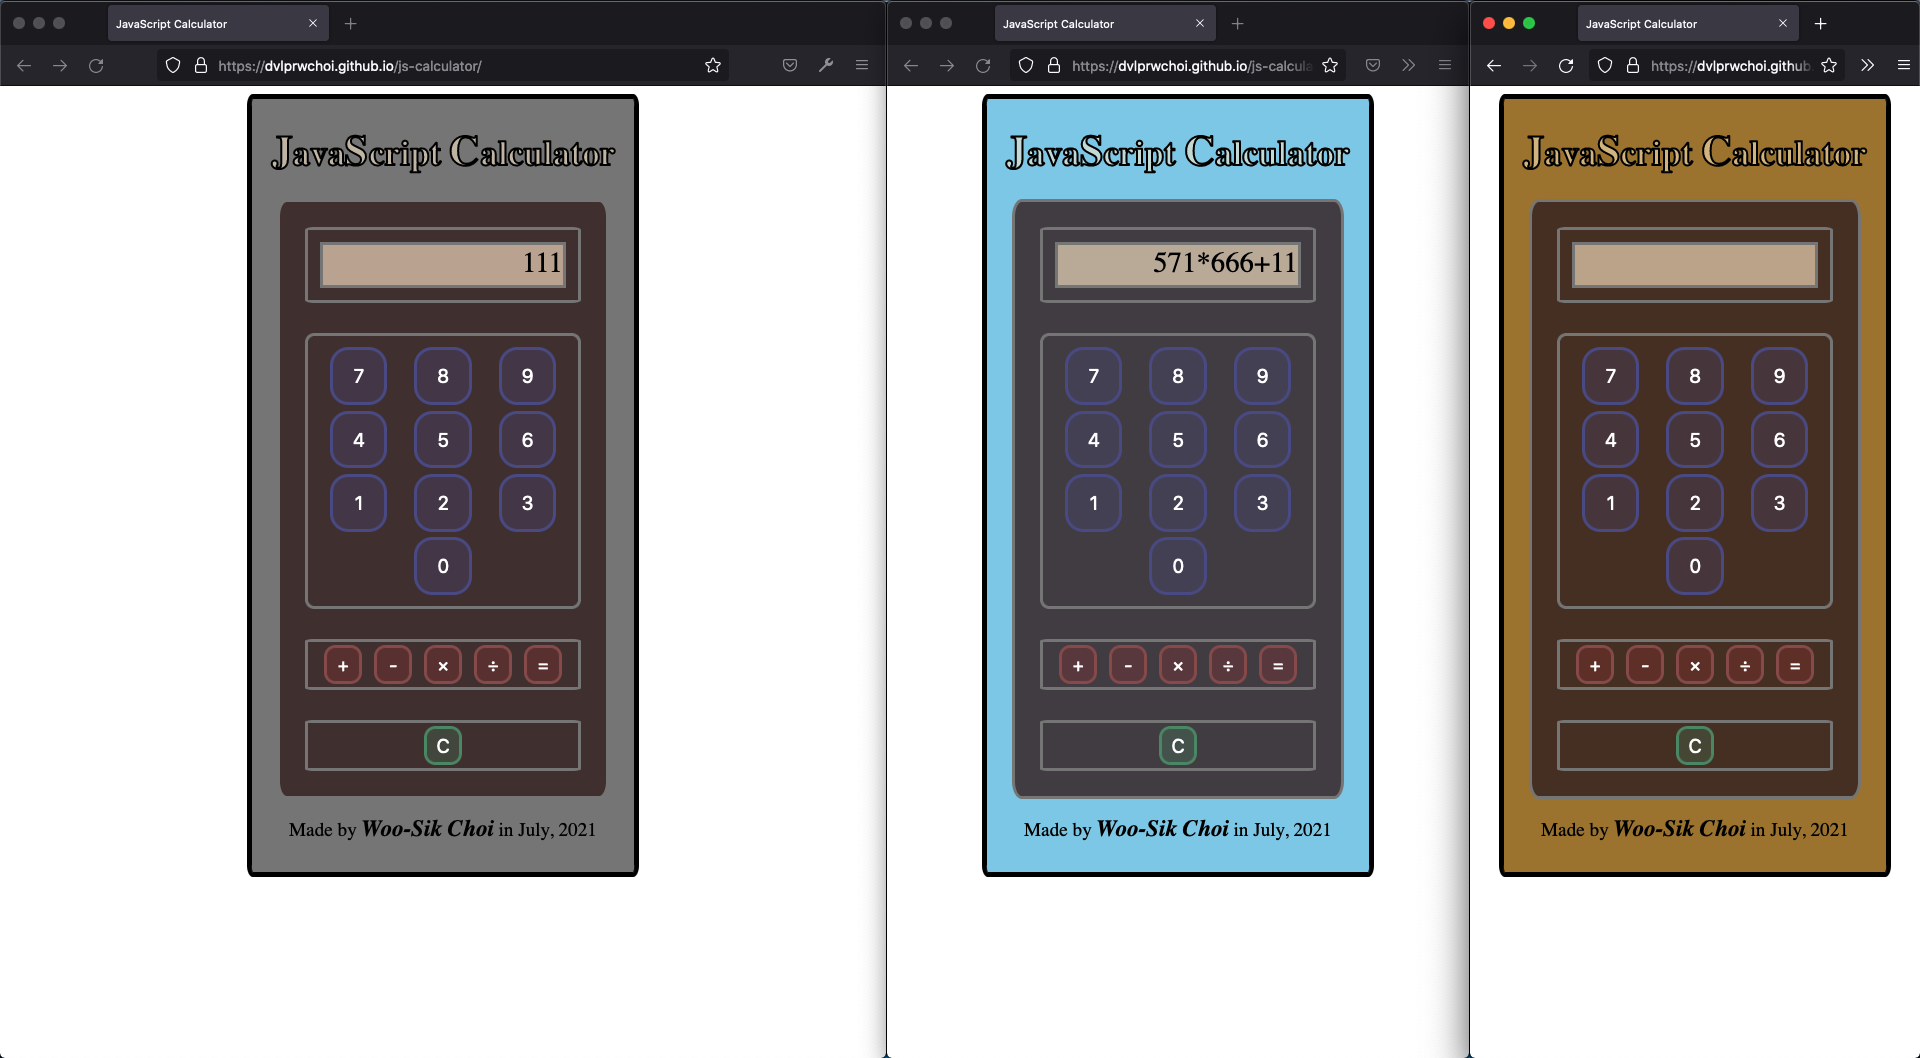 JavaScript Calculator
https://dvlprwchoi.github.io/js-calculator/
JavaScript Calculator
111
7 8 9
4 5 6
1 2 3
0
+ - × ÷ =
C
Made by Woo-Sik Choi in July, 2021
JavaScript Calculator
https://dvlprwchoi.github.io/js-calcula
JavaScript Calculator
571*666+11
7 8 9
4 5 6
1 2 3
0
+ - × ÷ =
C
Made by Woo-Sik Choi in July, 2021
JavaScript Calculator
https://dvlprwchoi.github.
JavaScript Calculator
7 8 9
4 5 6
1 2 3
0
+ - × ÷ =
C
Made by Woo-Sik Choi in July, 2021